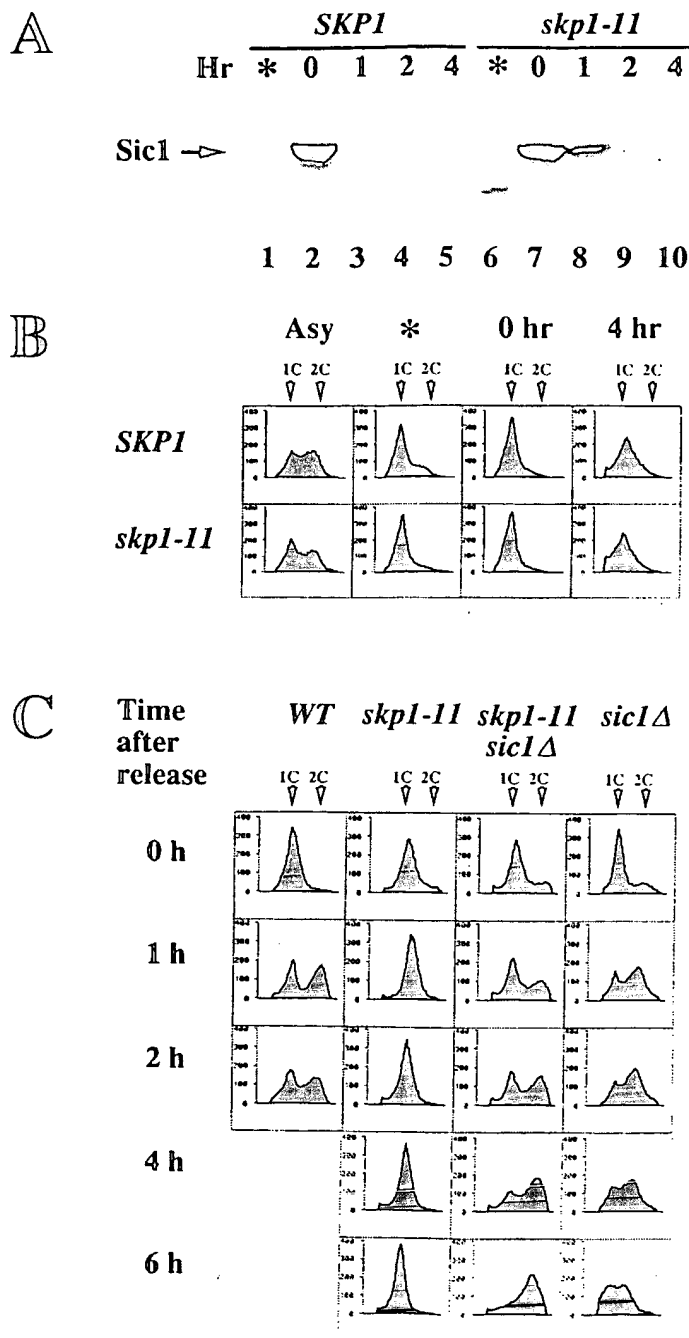 A
SKP1 skp1-11
Hr * 0 1 2 4 * 0 1 2 4
Sic1
1 2 3 4 5 6 7 8 9 10
B
Asy * 0 hr 4 hr
1C 2C 1C 2C 1C 2C 1C 2C
SKP1
skp1-11
C
Time after release
WT skp1-11 skp1-11 sic1Δ sic1Δ
1C 2C 1C 2C 1C 2C 1C 2C
0 h
1 h
2 h
4 h
6 h